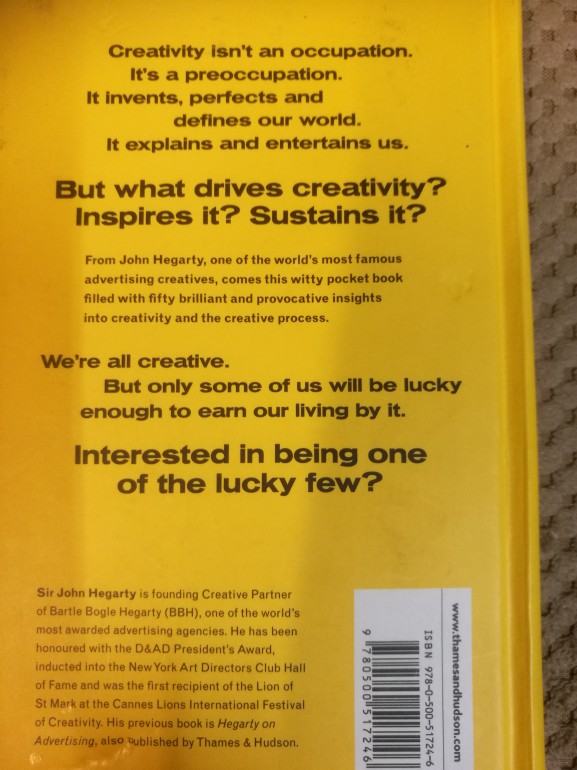 Creativity isn't an occupation.
It's a preoccupation.
It invents, perfects and
defines our world.
It explains and entertains us.
But what drives creativity?
Inspires it? Sustains it?
From John Hegarty, one of the world's most famous
advertising creatives, comes this witty pocket book
filled with fifty brilliant and provocative insights
into creativity and the creative process.
We're all creative.
But only some of us will be lucky
enough to earn our living by it.
Interested in being one
of the lucky few?
Sir John Hegarty is founding Creative Partner
of Bartle Bogle Hegarty (BBH), one of the world's
most awarded advertising agencies. He has been
honoured with the D&AD President's Award,
inducted into the New York Art Directors Club Hall
of Fame and was the first recipient of the Lion of
St Mark at the Cannes Lions International Festival
of Creativity. His previous book is Hegarty on
Advertising, also published by Thames & Hudson.
www.thamesandhudson.com
ISBN 978-0-500-51724-6
9 780500 517246